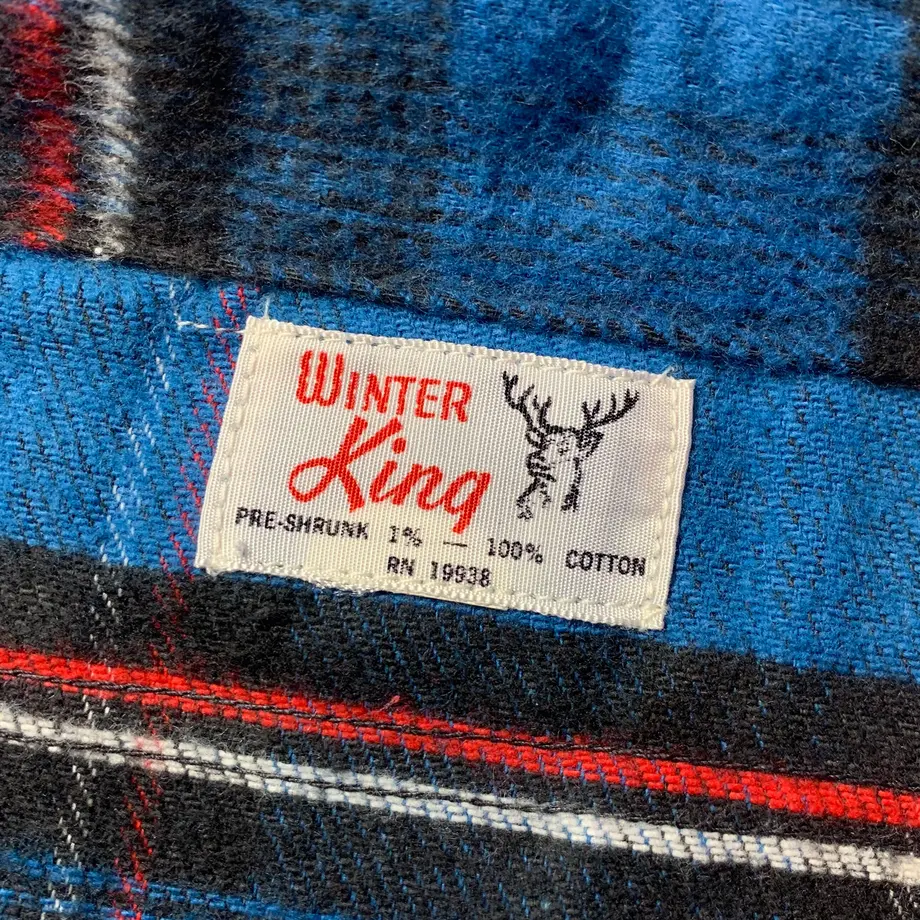 WINTER
King
PRE-SHRUNK 1% — 100% COTTON
RN 19938